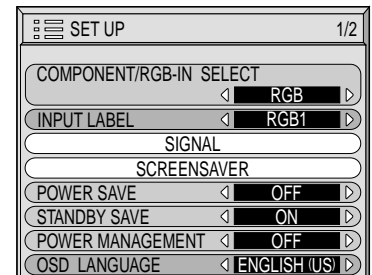 SET UP 1/2
COMPONENT/RGB-IN SELECT
RGB
INPUT LABEL RGB1
SIGNAL
SCREENSAVER
POWER SAVE OFF
STANDBY SAVE ON
POWER MANAGEMENT OFF
OSD LANGUAGE ENGLISH (US)